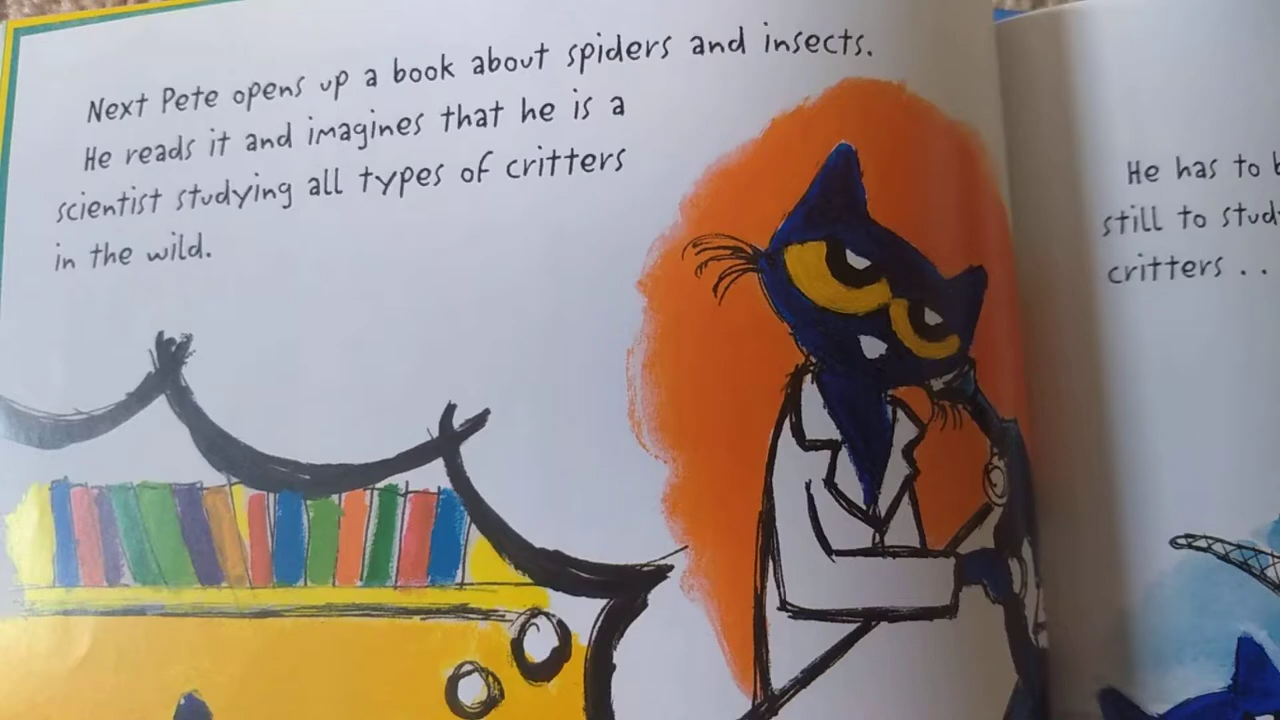 Next Pete opens up a book about spiders and insects.
He reads it and imagines that he is a
scientist studying all types of critters
in the wild.
He has to
still to
critters . .